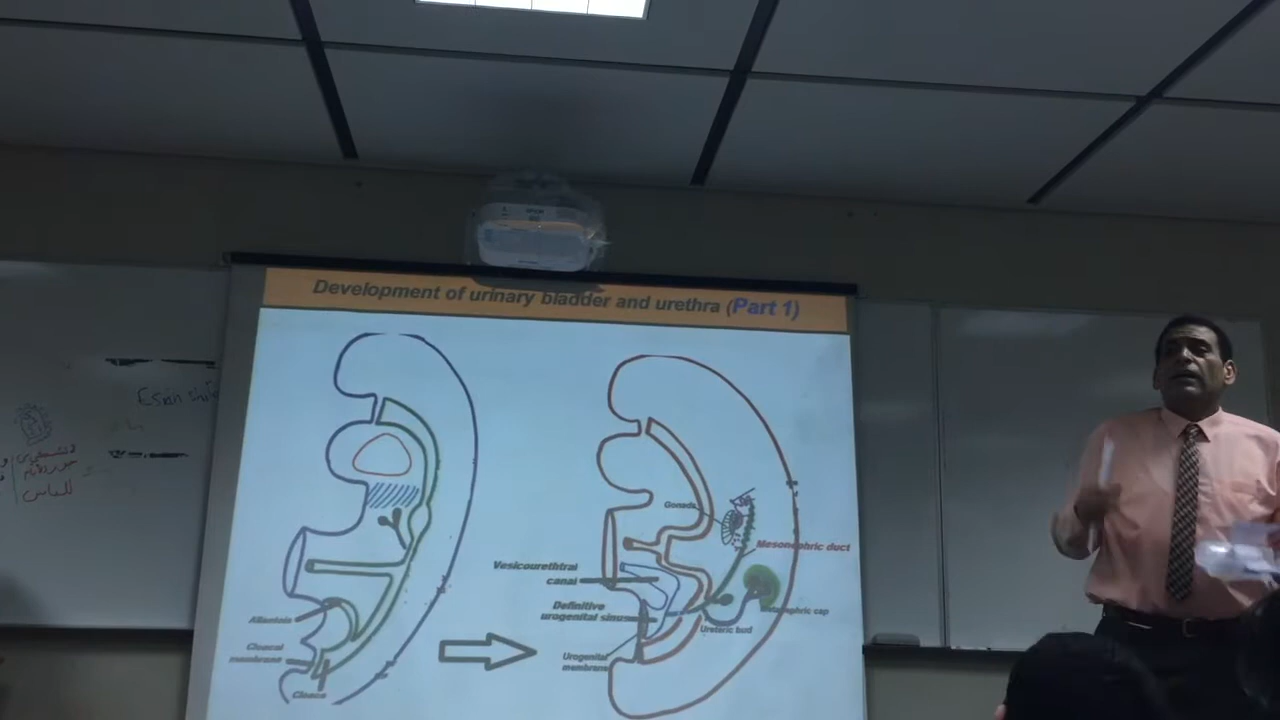 Development of urinary bladder and urethra (Part 1)
Gonads
Mesonephric duct
Vesicourethral
canal
Definitive
urogenital sinus
Ureteric bud
Urogenital
membrane
Allantois
Cloacal
membrane
Cloaca
للناس